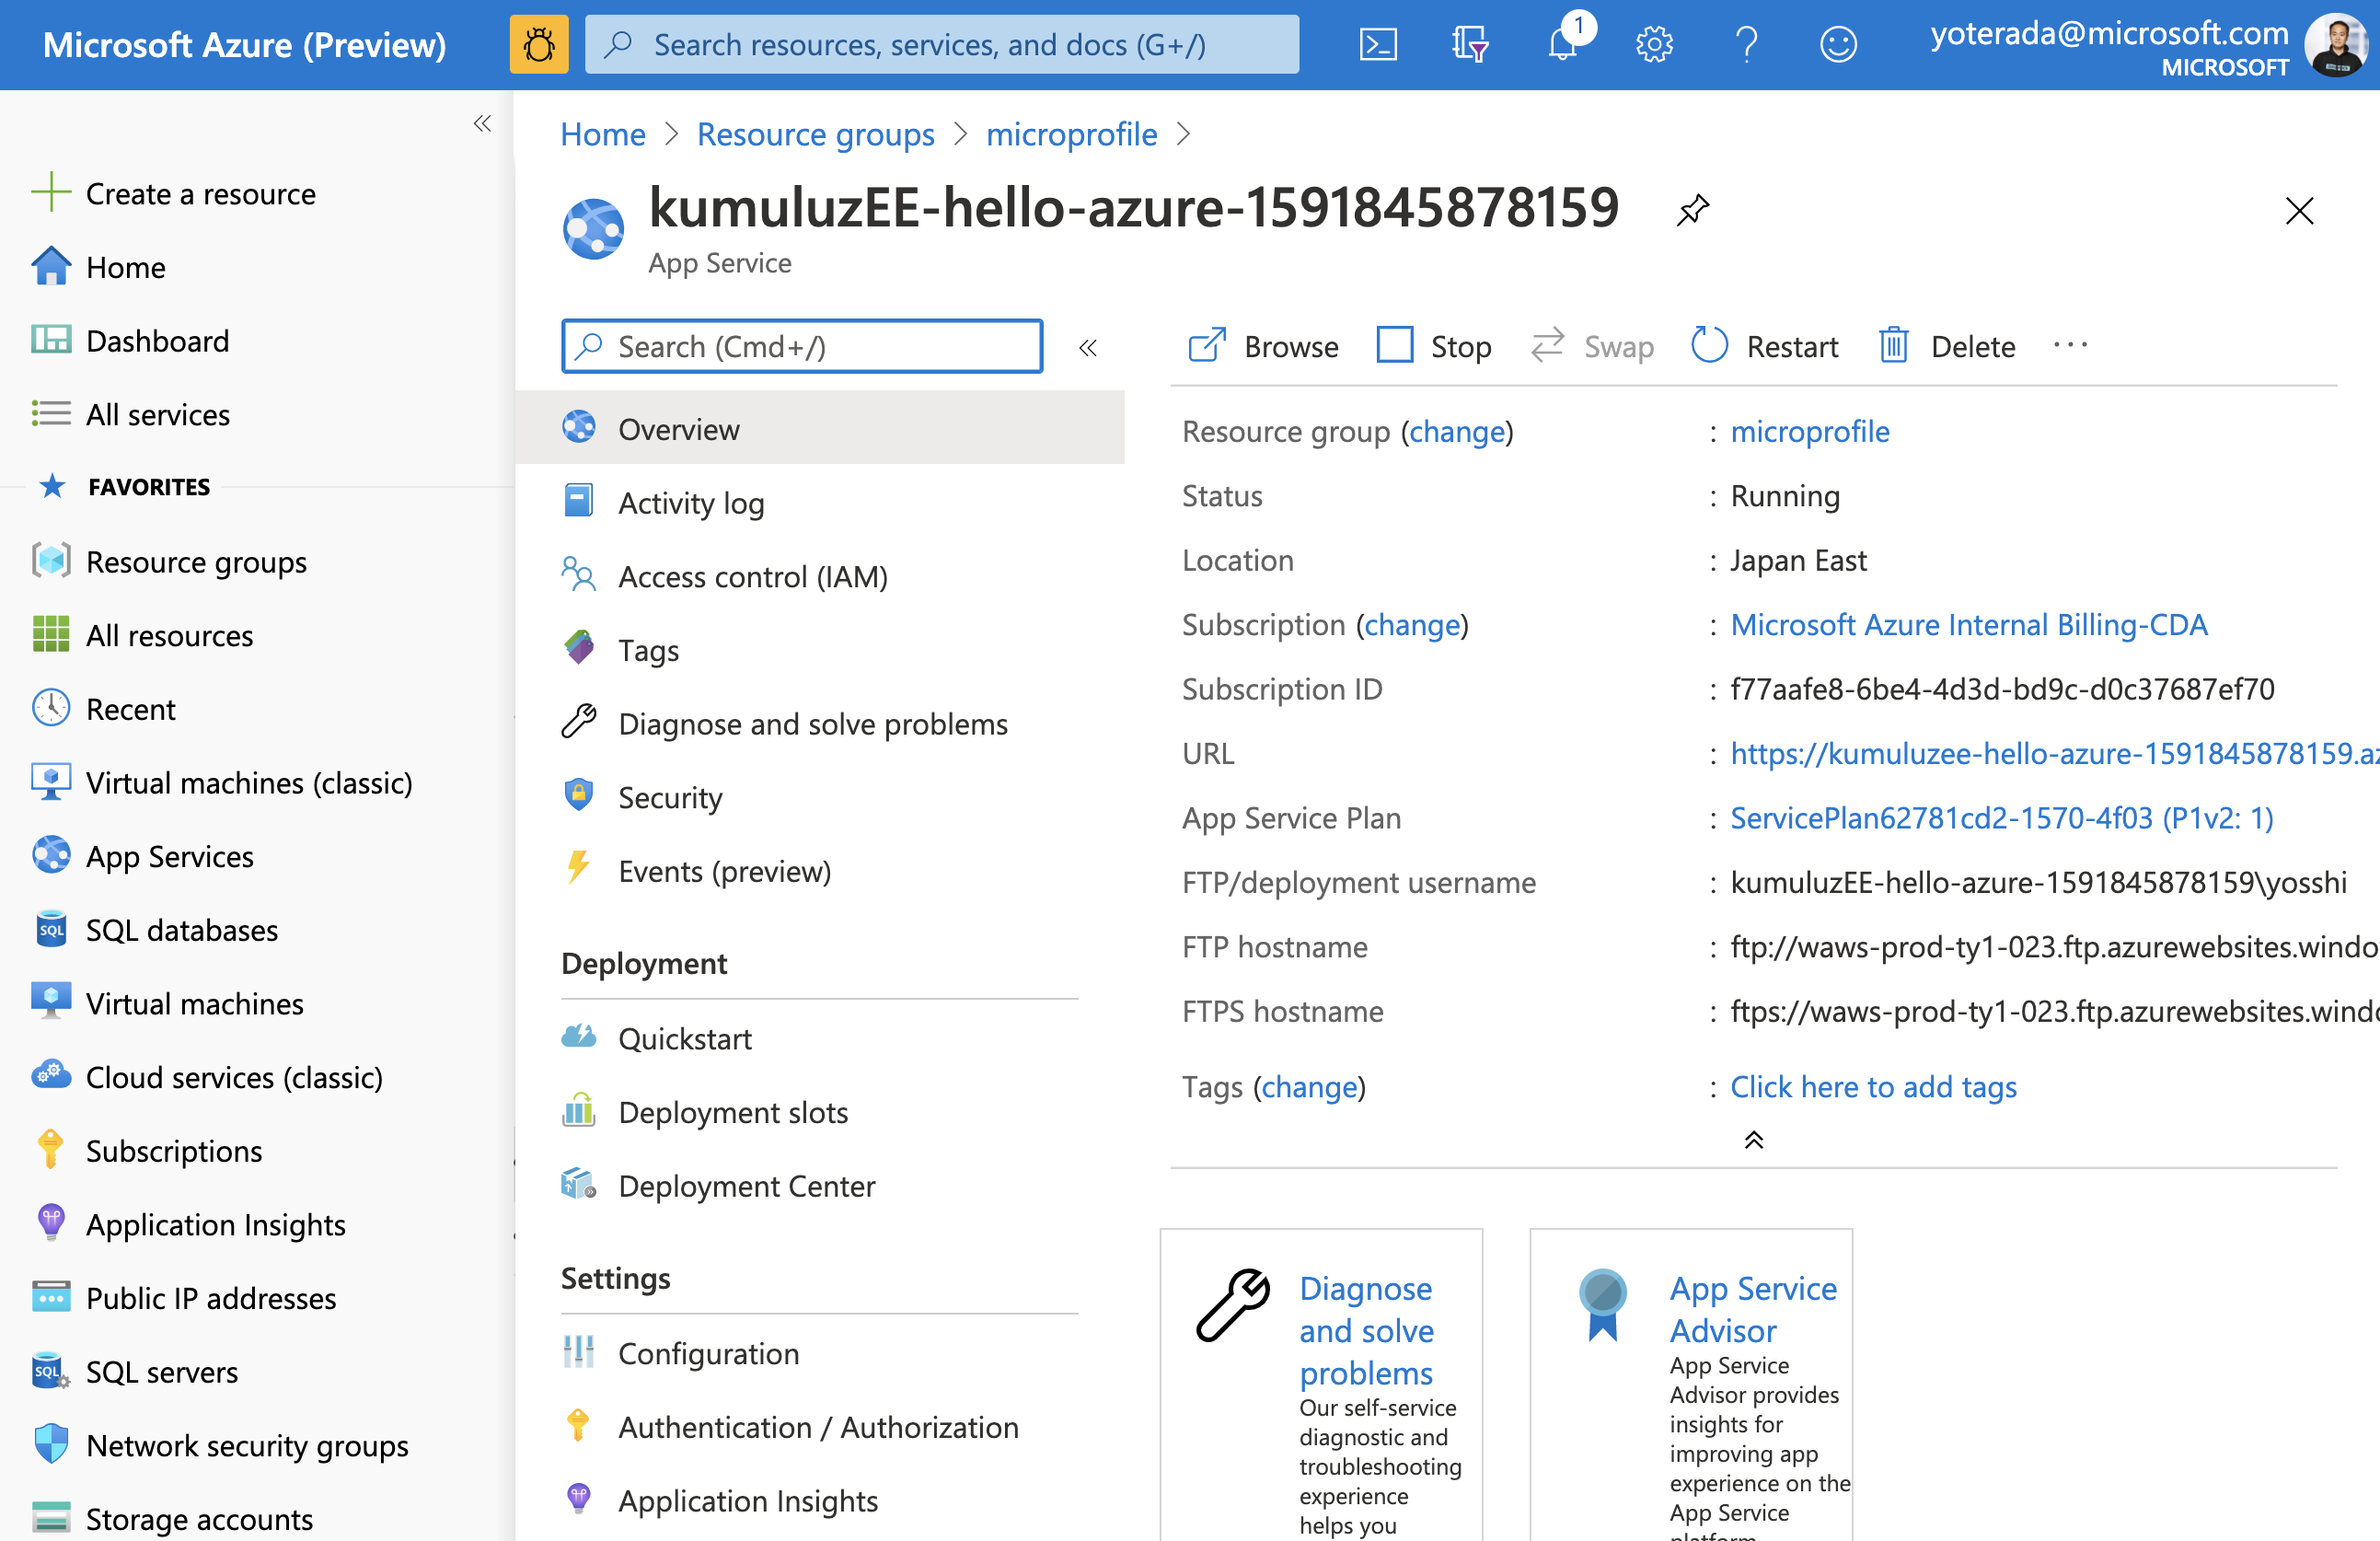 Microsoft Azure (Preview)
Search resources, services, and docs (G+/)
1
yoterada@microsoft.com
MICROSOFT
Create a resource
Home
Dashboard
All services
FAVORITES
Resource groups
All resources
Recent
Virtual machines (classic)
App Services
SQL databases
Virtual machines
Cloud services (classic)
Subscriptions
Application Insights
Public IP addresses
SQL servers
Network security groups
Storage accounts
Home > Resource groups > microprofile >
kumuluzEE-hello-azure-1591845878159
App Service
Search (Cmd+/)
Overview
Activity log
Access control (IAM)
Tags
Diagnose and solve problems
Security
Events (preview)
Deployment
Quickstart
Deployment slots
Deployment Center
Settings
Configuration
Authentication / Authorization
Application Insights
Browse Stop Swap Restart Delete ...
Resource group (change) : microprofile
Status : Running
Location : Japan East
Subscription (change) : Microsoft Azure Internal Billing-CDA
Subscription ID : f77aafe8-6be4-4d3d-bd9c-d0c37687ef70
URL : https://kumuluzee-hello-azure-1591845878159.az
App Service Plan : ServicePlan62781cd2-1570-4f03 (P1v2: 1)
FTP/deployment username : kumuluzEE-hello-azure-1591845878159\yosshi
FTP hostname : ftp://waws-prod-ty1-023.ftp.azurewebsites.windo
FTPS hostname : ftps://waws-prod-ty1-023.ftp.azurewebsites.wind
Tags (change) : Click here to add tags
Diagnose
and solve
problems
Our self-service
diagnostic and
troubleshooting
experience
helps you
App Service
Advisor
App Service
Advisor provides
insights for
improving app
experience on the
App Service
platform